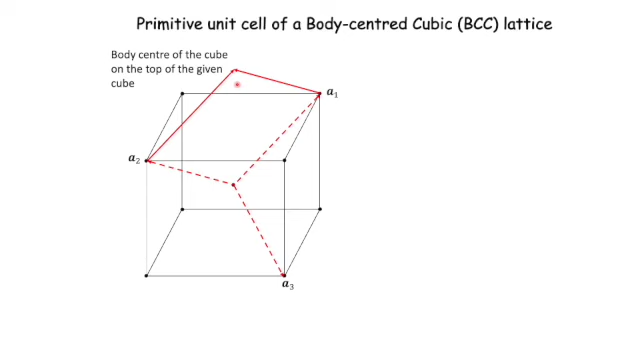 Primitive unit cell of a Body-centred Cubic (BCC) lattice
Body centre of the cube
on the top of the given
cube
a₁
a₂
a₃